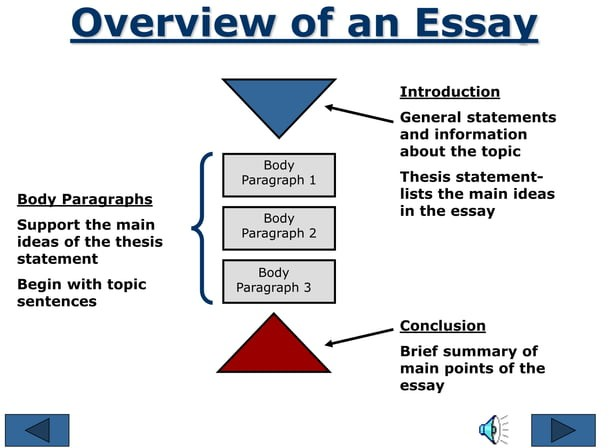 Overview of an Essay
Introduction
General statements
and information
about the topic
Thesis statement-
lists the main ideas
in the essay
Body
Paragraph 1
Body
Paragraph 2
Body
Paragraph 3
Body Paragraphs
Support the main
ideas of the thesis
statement
Begin with topic
sentences
Conclusion
Brief summary of
main points of the
essay